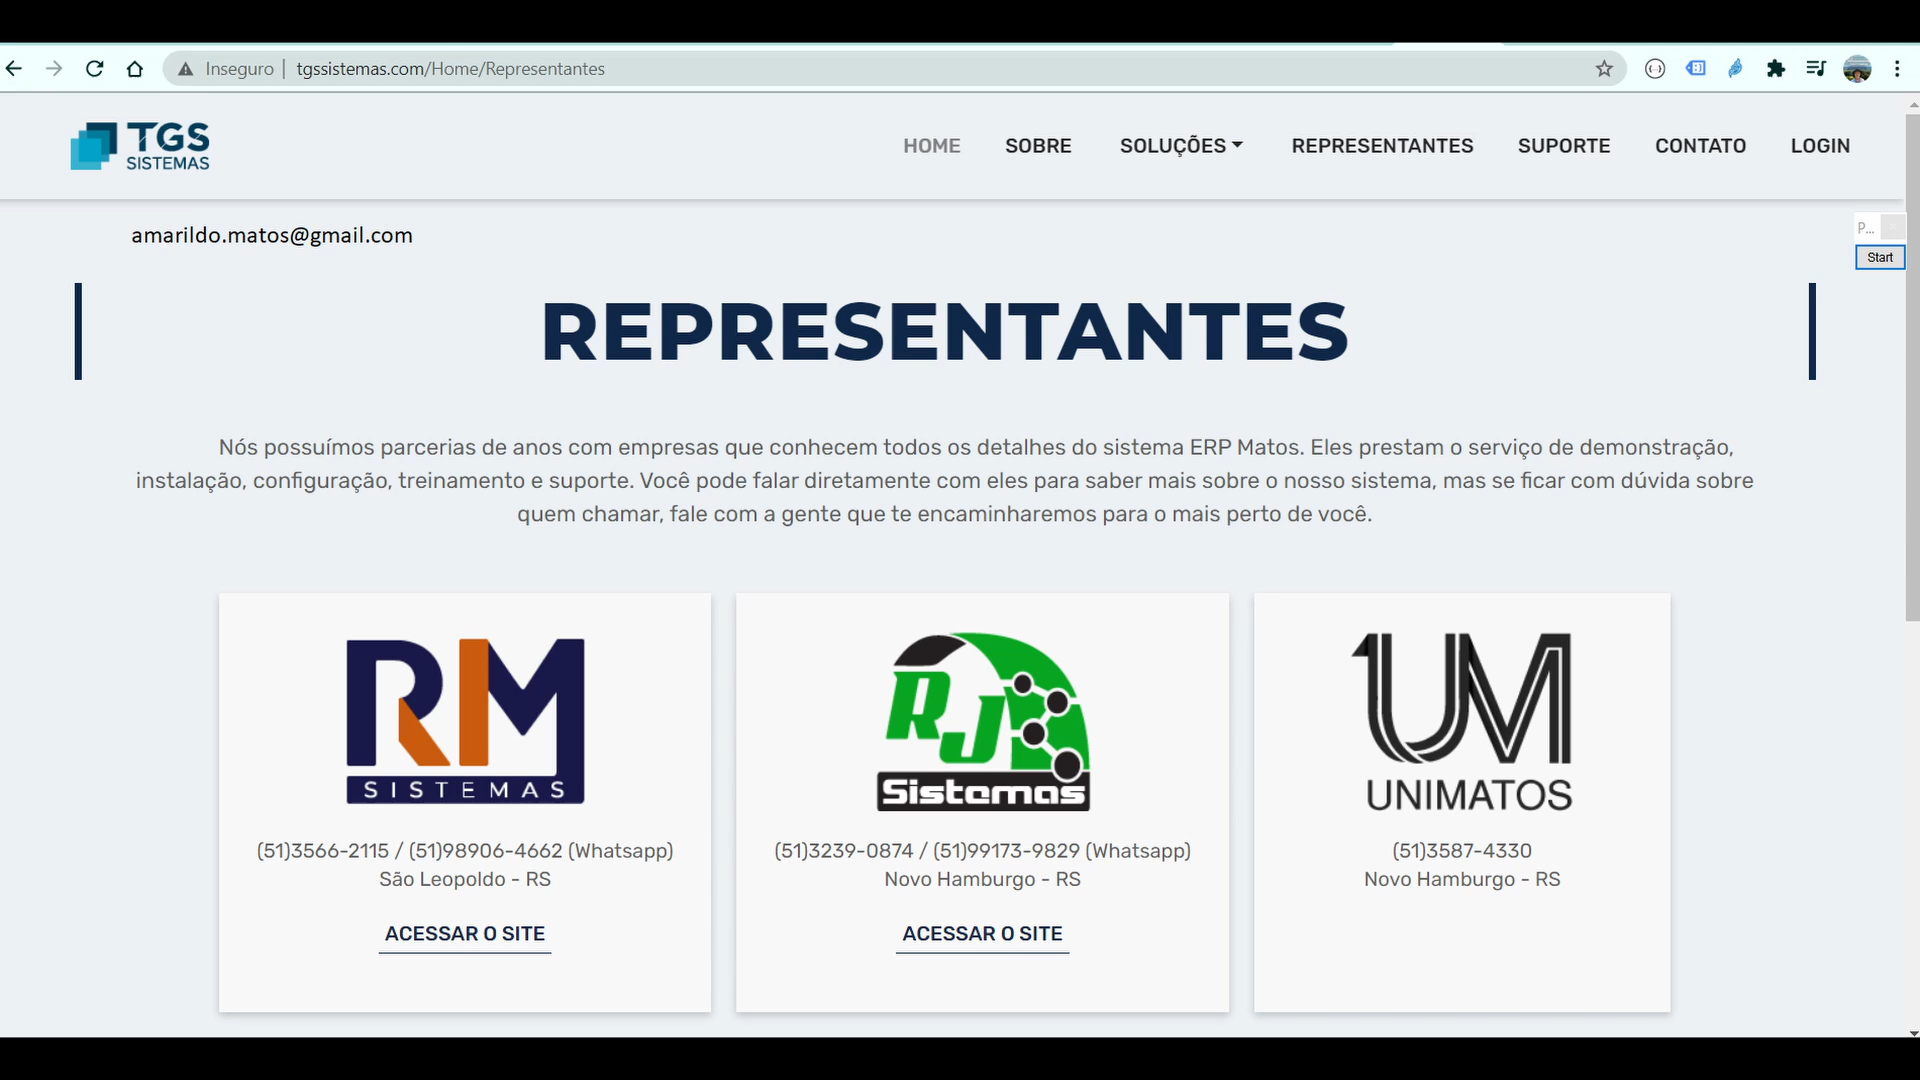 Inseguro | tgssistemas.com/Home/Representantes
TGS
SISTEMAS
HOME SOBRE SOLUÇÕES REPRESENTANTES SUPORTE CONTATO LOGIN
amarildo.matos@gmail.com
P...
Start
REPRESENTANTES
Nós possuímos parcerias de anos com empresas que conhecem todos os detalhes do sistema ERP Matos. Eles prestam o serviço de demonstração,
instalação, configuração, treinamento e suporte. Você pode falar diretamente com eles para saber mais sobre o nosso sistema, mas se ficar com dúvida sobre
quem chamar, fale com a gente que te encaminharemos para o mais perto de você.
RM
SISTEMAS
(51)3566-2115 / (51)98906-4662 (Whatsapp)
São Leopoldo - RS
ACESSAR O SITE
RJ
Sistemas
(51)3239-0874 / (51)99173-9829 (Whatsapp)
Novo Hamburgo - RS
ACESSAR O SITE
UM
UNIMATOS
(51)3587-4330
Novo Hamburgo - RS